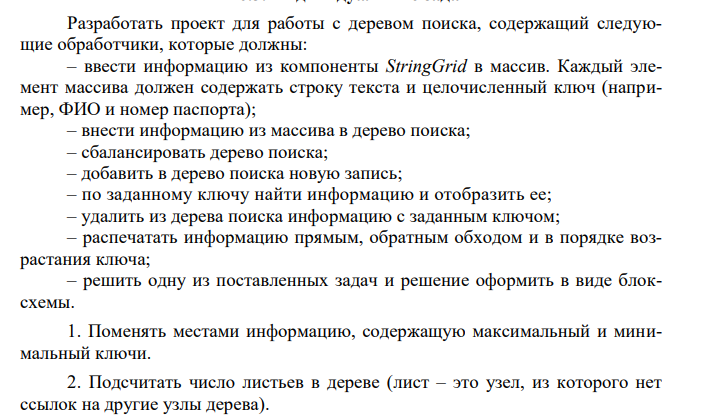 Разработать проект для работы с деревом поиска, содержащий следую-
щие обработчики, которые должны:
– ввести информацию из компоненты StringGrid в массив. Каждый эле-
мент массива должен содержать строку текста и целочисленный ключ (напри-
мер, ФИО и номер паспорта);
– внести информацию из массива в дерево поиска;
– сбалансировать дерево поиска;
– добавить в дерево поиска новую запись;
– по заданному ключу найти информацию и отобразить ее;
– удалить из дерева поиска информацию с заданным ключом;
– распечатать информацию прямым, обратным обходом и в порядке воз-
растания ключа;
– решить одну из поставленных задач и решение оформить в виде блок-
схемы.
1. Поменять местами информацию, содержащую максимальный и мини-
мальный ключи.
2. Подсчитать число листьев в дереве (лист – это узел, из которого нет
ссылок на другие узлы дерева).